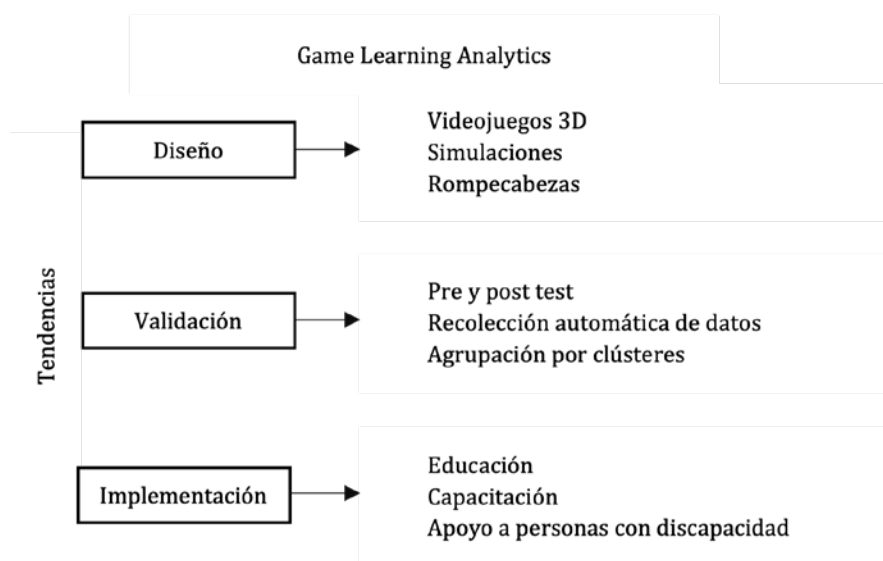 Game Learning Analytics
Tendencias
Diseño
Videojuegos 3D
Simulaciones
Rompecabezas
Validación
Pre y post test
Recolección automática de datos
Agrupación por clústeres
Implementación
Educación
Capacitación
Apoyo a personas con discapacidad